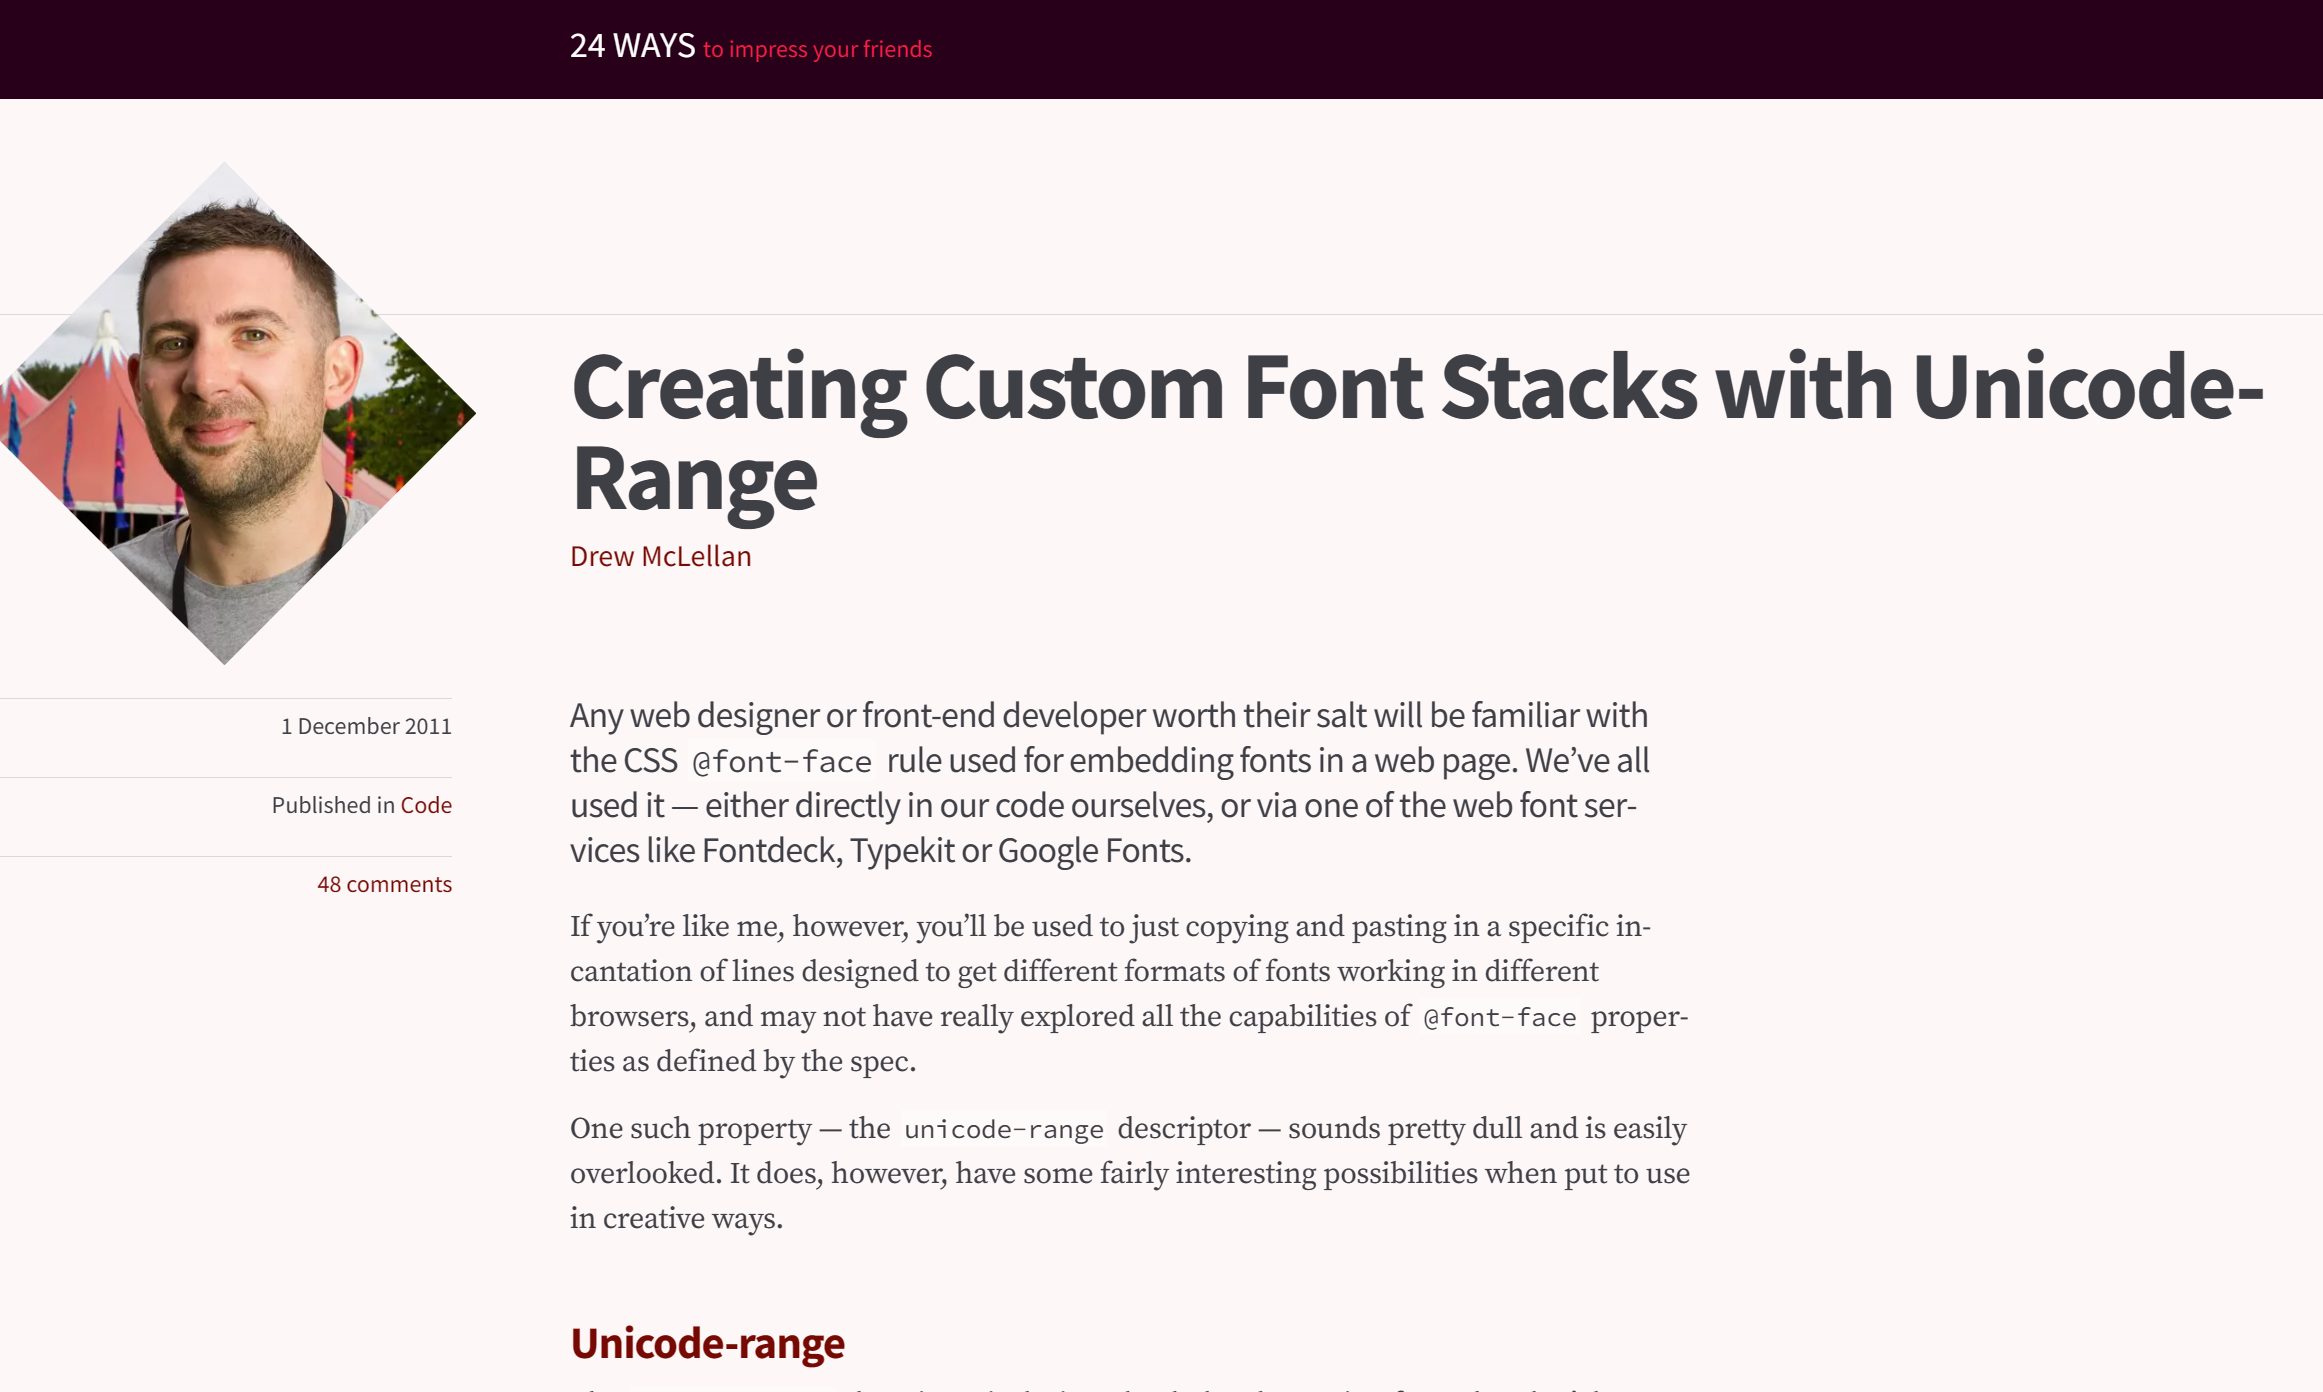 24 WAYS to impress your friends
Creating Custom Font Stacks with Unicode-
Range
Drew McLellan
1 December 2011
Published in Code
48 comments
Any web designer or front-end developer worth their salt will be familiar with
the CSS @font-face rule used for embedding fonts in a web page. We’ve all
used it — either directly in our code ourselves, or via one of the web font ser-
vices like Fontdeck, Typekit or Google Fonts.
If you’re like me, however, you’ll be used to just copying and pasting in a specific in-
cantation of lines designed to get different formats of fonts working in different
browsers, and may not have really explored all the capabilities of @font-face proper-
ties as defined by the spec.
One such property — the unicode-range descriptor — sounds pretty dull and is easily
overlooked. It does, however, have some fairly interesting possibilities when put to use
in creative ways.
Unicode-range